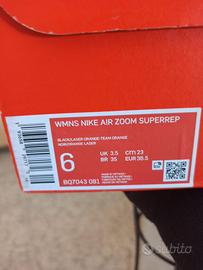 WMNS NIKE AIR ZOOM SUPERREP
BLACK/LASER ORANGE-TEAM ORANGE
NOIR/ORANGE LASER
6
UK 3.5
cm 23
BR 35
EUR 36.5
BQ7043 081
subito